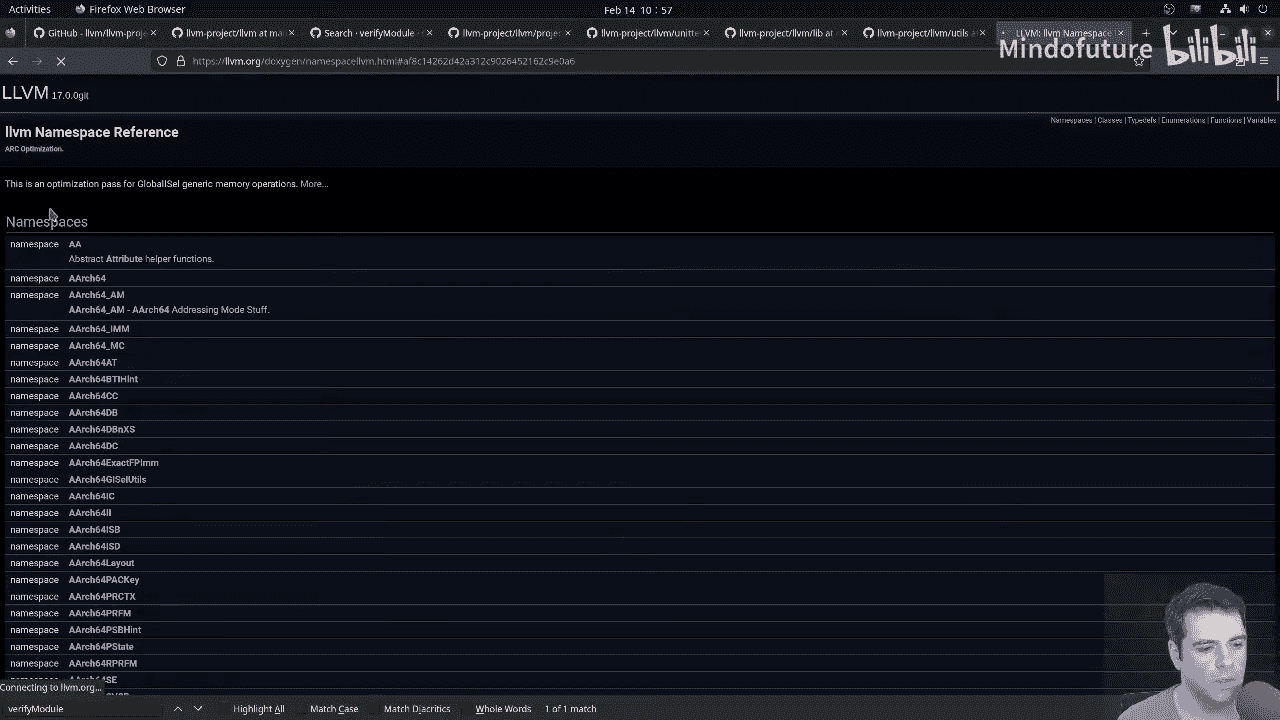 Activities
Firefox Web Browser
Feb 14 10:57
GitHub - llvm/llvm-proj
llvm-project/llvm at ma
Search · verifyModule
llvm-project/llvm/proje
llvm-project/llvm/unitte
llvm-project/llvm/lib at
llvm-project/llvm/utils
LLVM: llvm Namespace
Mindofuture bilibili
https://llvm.org/doxygen/namespacellvm.html#af8c14262d42a312c9026452162c9e0a6
LLVM 17.0.0git
Namespaces | Classes | Typedefs | Enumerations | Functions | Variables
llvm Namespace Reference
ARC Optimization.
This is an optimization pass for GlobalISel generic memory operations. More...
Namespaces
namespace AA
Abstract Attribute helper functions.
namespace AArch64
namespace AArch64_AM
AArch64_AM - AArch64 Addressing Mode Stuff.
namespace AArch64_IMM
namespace AArch64_MC
namespace AArch64AT
namespace AArch64BTIHint
namespace AArch64CC
namespace AArch64DB
namespace AArch64DBnXS
namespace AArch64DC
namespace AArch64ExactFPImm
namespace AArch64GISelUtils
namespace AArch64IC
namespace AArch64II
namespace AArch64ISB
namespace AArch64ISD
namespace AArch64Layout
namespace AArch64PACKey
namespace AArch64PRCTX
namespace AArch64PRFM
namespace AArch64PSBHint
namespace AArch64PState
namespace AArch64RPRFM
Connecting to llvm.org...
verifyModule
Highlight All
Match Case
Match Diacritics
Whole Words
1 of 1 match